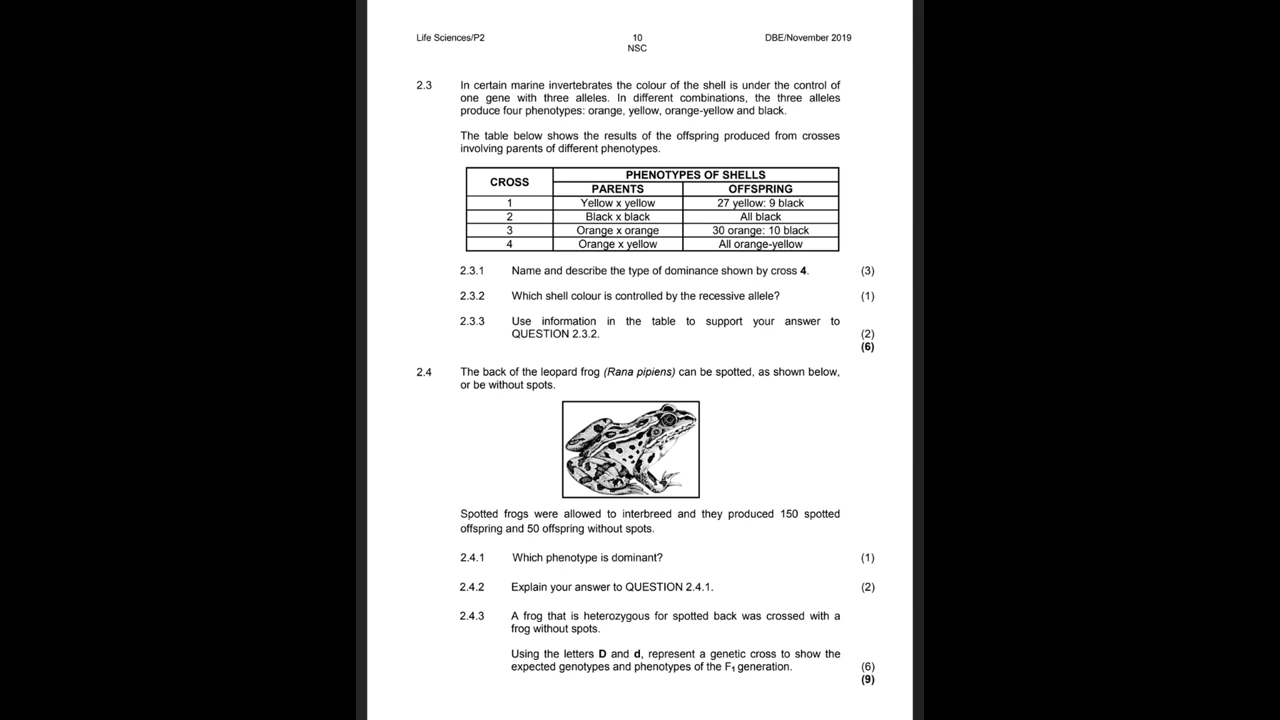 Life Sciences/P2 10 DBE/November 2019
NSC
2.3 In certain marine invertebrates the colour of the shell is under the control of
one gene with three alleles. In different combinations, the three alleles
produce four phenotypes: orange, yellow, orange-yellow and black.
The table below shows the results of the offspring produced from crosses
involving parents of different phenotypes.
CROSS PHENOTYPES OF SHELLS
PARENTS OFFSPRING
1 Yellow x yellow 27 yellow: 9 black
2 Black x black All black
3 Orange x orange 30 orange: 10 black
4 Orange x yellow All orange-yellow
2.3.1 Name and describe the type of dominance shown by cross 4. (3)
2.3.2 Which shell colour is controlled by the recessive allele? (1)
2.3.3 Use information in the table to support your answer to
QUESTION 2.3.2. (2)
(6)
2.4 The back of the leopard frog (Rana pipiens) can be spotted, as shown below,
or be without spots.
Spotted frogs were allowed to interbreed and they produced 150 spotted
offspring and 50 offspring without spots.
2.4.1 Which phenotype is dominant? (1)
2.4.2 Explain your answer to QUESTION 2.4.1. (2)
2.4.3 A frog that is heterozygous for spotted back was crossed with a
frog without spots.
Using the letters D and d, represent a genetic cross to show the
expected genotypes and phenotypes of the F₁ generation. (6)
(9)